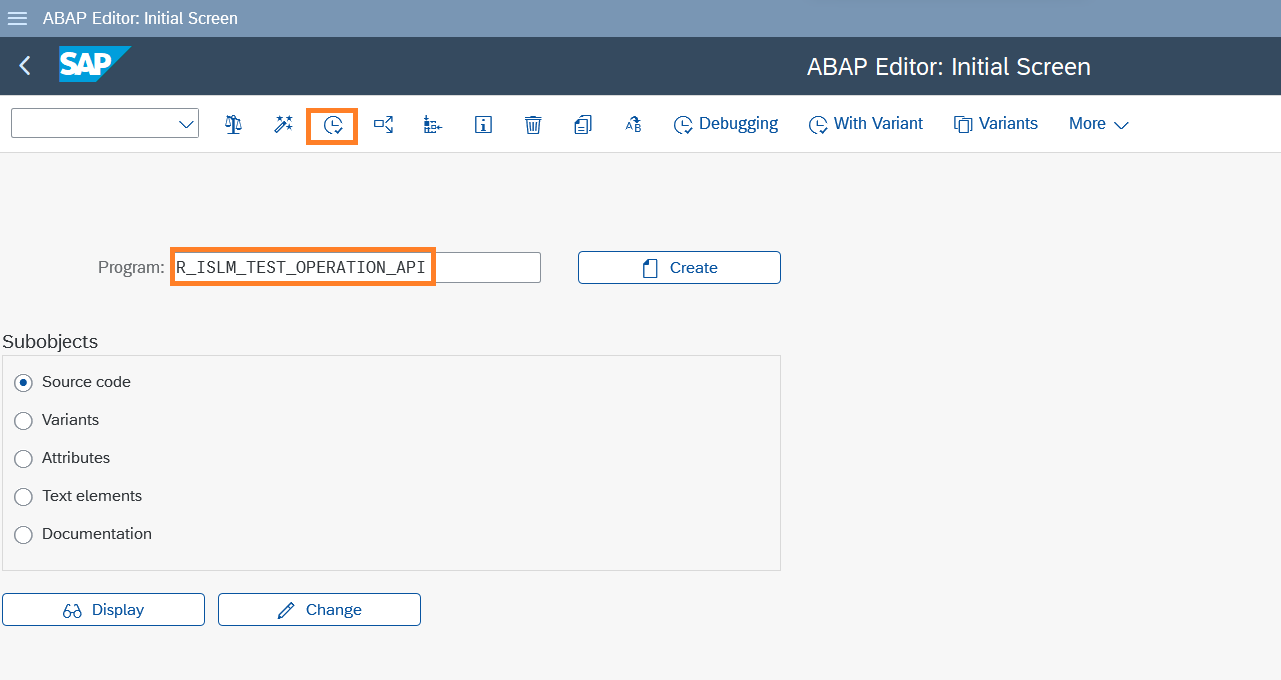 ABAP Editor: Initial Screen
SAP ABAP Editor: Initial Screen
Debugging With Variant Variants More
Program: R_ISLM_TEST_OPERATION_API Create
Subobjects
Source code
Variants
Attributes
Text elements
Documentation
Display Change